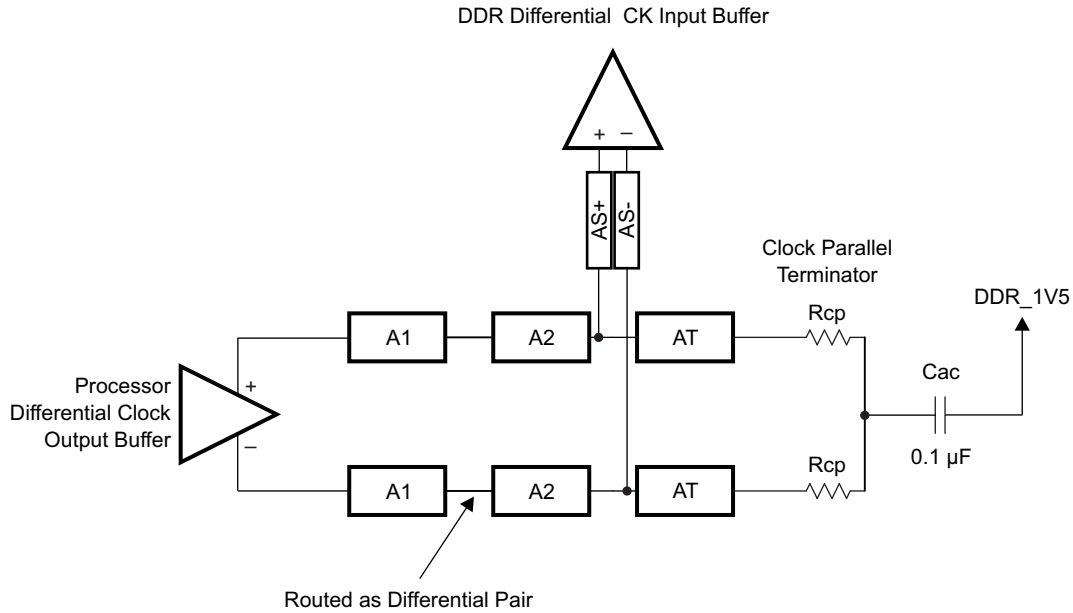 DDR Differential CK Input Buffer
+ −
AS+
AS-
Clock Parallel
Terminator
DDR_1V5
Rcp
A1
A2
AT
Cac
Processor
Differential Clock
Output Buffer
+
−
0.1 µF
Rcp
A1
A2
AT
Routed as Differential Pair